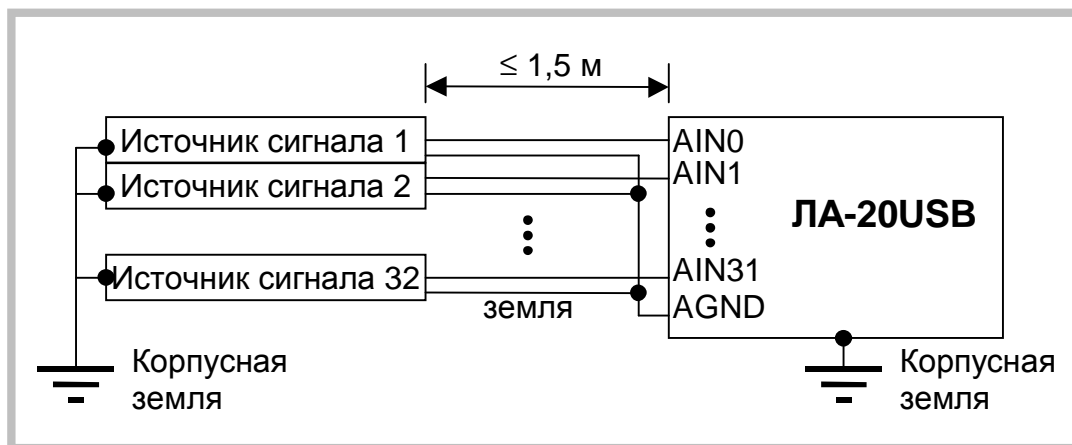 ≤ 1,5 м
Источник сигнала 1
AIN0
Источник сигнала 2
AIN1
ЛА-20USB
Источник сигнала 32
AIN31
земля
AGND
Корпусная
земля
Корпусная
земля